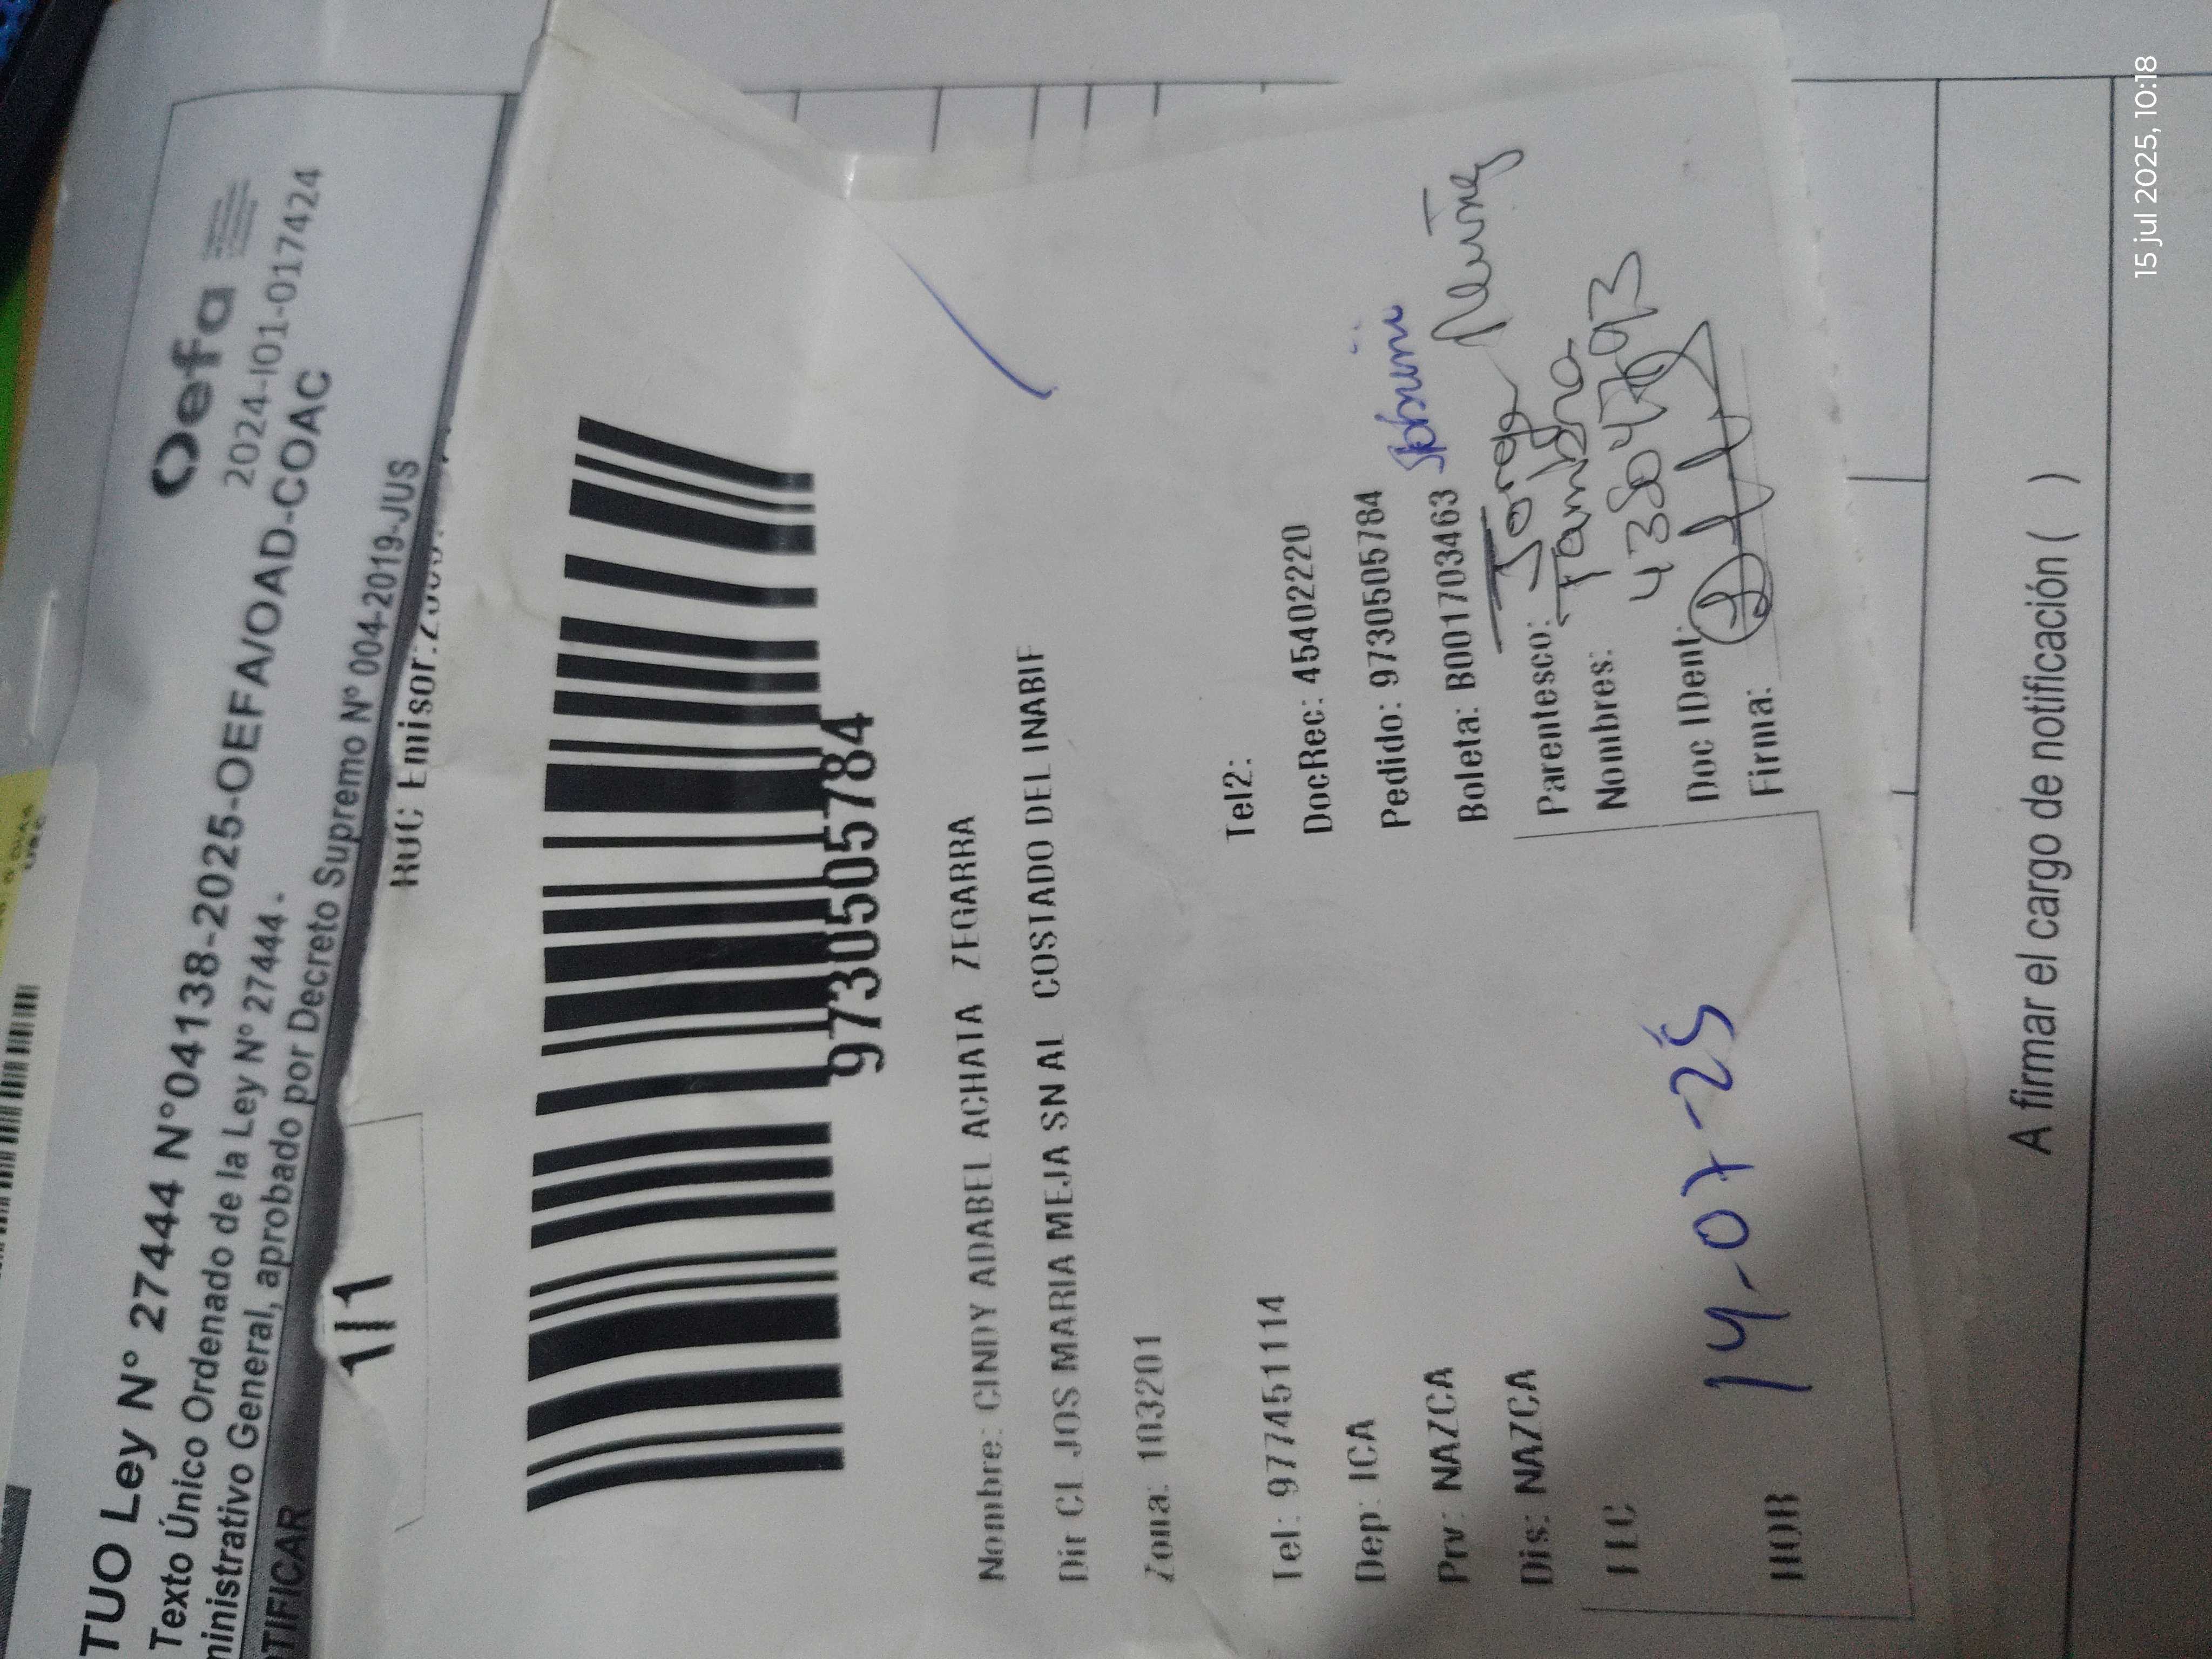 Oefa
2024-I01-017424
TUO Ley N° 27444 N°04138-2025-OEFA/OAD-COAC
Texto Único Ordenado de la Ley N° 27444 -
ministrativo General, aprobado por Decreto Supremo N° 004-2019-JUS
TIFICAR
RUC Emisor:
1/1
97305057​84
Nombre: CINDY ADABEL ACHATA ZEGARRA
Dir CL JOS MARIA MEJA SN AL COSTADO DEL INABIF
Zona: 103201
Tel: 977451114
Tel2:
Dep: ICA
DocRec: 45402220
Prv: NAZCA
Pedido: 9730505784
Dis: NAZCA
Boleta: B001703463
FEC
14-07-25
HOR
Parentesco:
Jorge
Nombres:
Doc IDent:
Firma:
A firmar el cargo de notificación ( )
15 jul 2025, 10:18